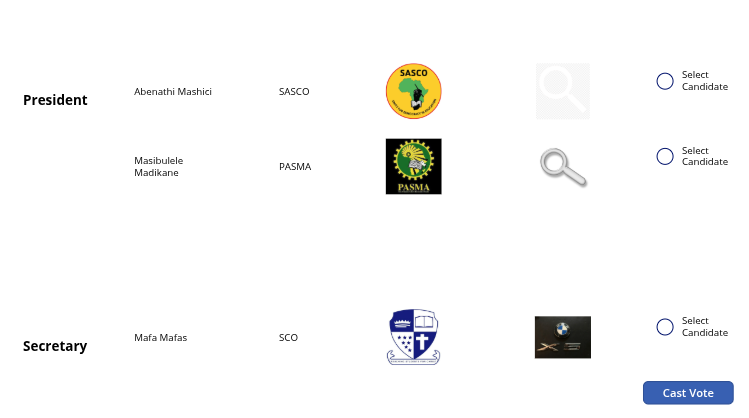 President
Abenathi Mashici
SASCO
SASCO
Select
Candidate
Masibulele
Madikane
PASMA
PASMA
Select
Candidate
Secretary
Mafa Mafas
SCO
Select
Candidate
Cast Vote